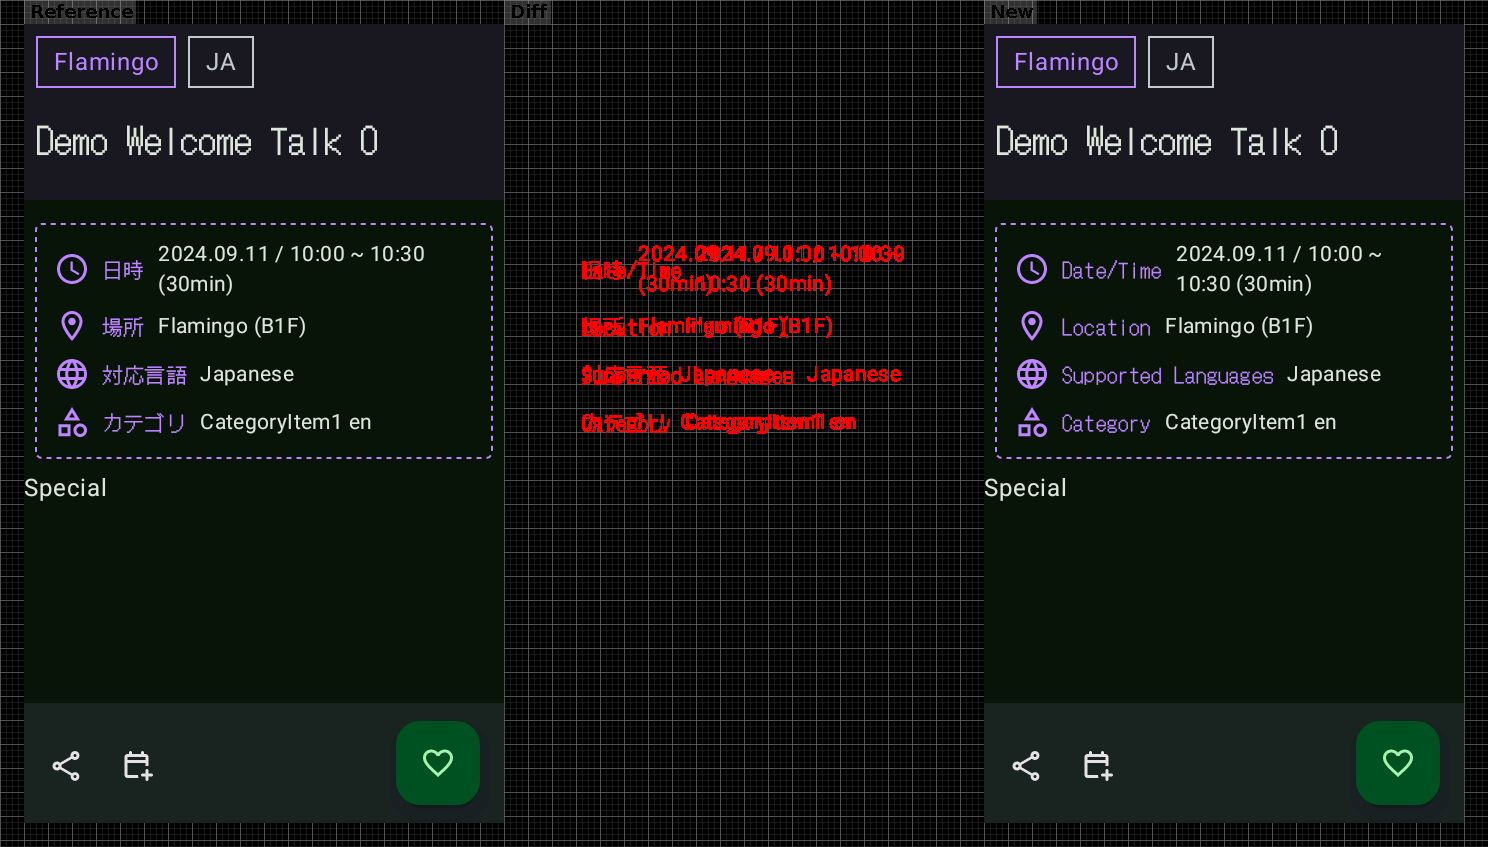 Reference
Flamingo
JA
Demo Welcome Talk 0
日時
2024.09.11 / 10:00 ~ 10:30
(30min)
場所
Flamingo (B1F)
対応言語
Japanese
カテゴリ
CategoryItem1 en
Special
Diff
New
Flamingo
JA
Demo Welcome Talk 0
Date/Time
2024.09.11 / 10:00 ~
10:30 (30min)
Location
Flamingo (B1F)
Supported Languages
Japanese
Category
CategoryItem1 en
Special